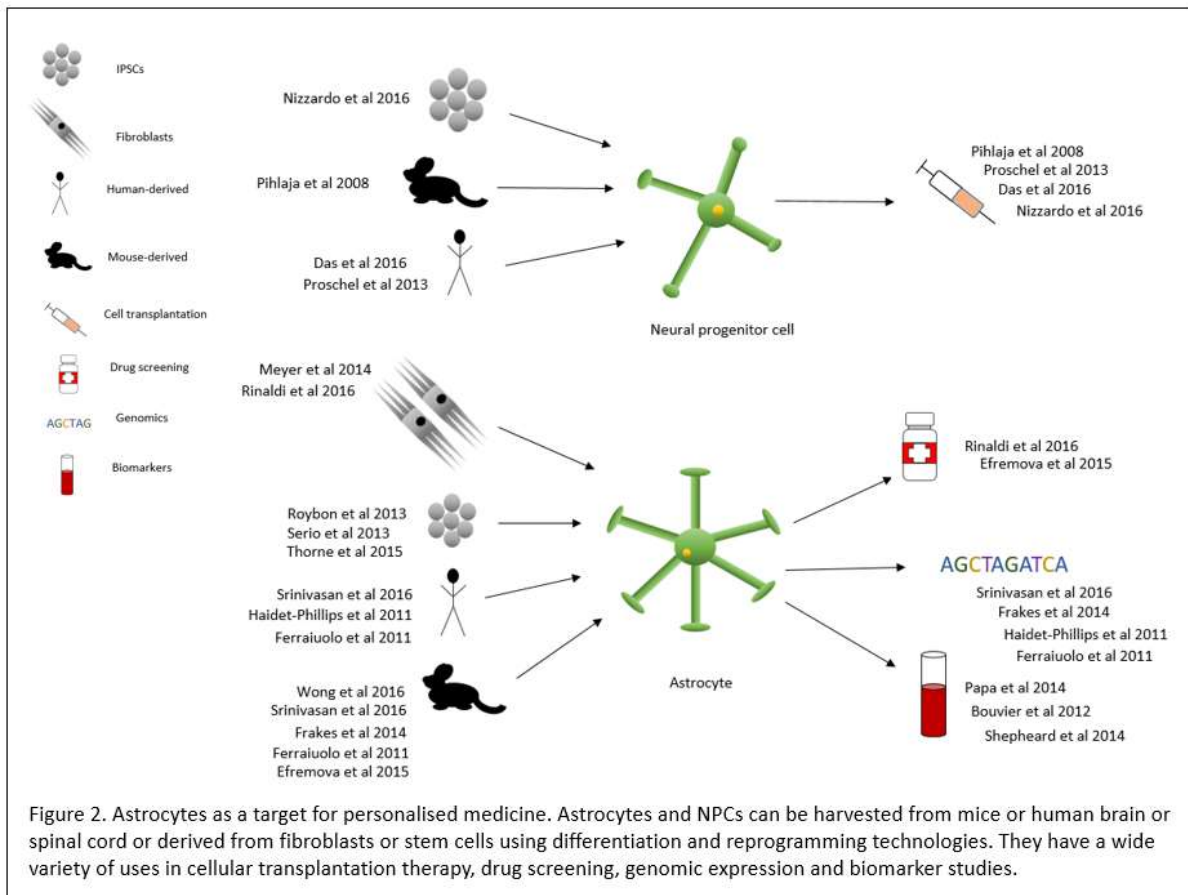 IPSCs
Fibroblasts
Human-derived
Mouse-derived
Cell transplantation
Drug screening
AGCTAG
Genomics
Biomarkers
Nizzardo et al 2016
Pihlaja et al 2008
Das et al 2016
Proschel et al 2013
Neural progenitor cell
Pihlaja et al 2008
Proschel et al 2013
Das et al 2016
Nizzardo et al 2016
Meyer et al 2014
Rinaldi et al 2016
Roybon et al 2013
Serio et al 2013
Thorne et al 2015
Srinivasan et al 2016
Haidet-Phillips et al 2011
Ferraiuolo et al 2011
Wong et al 2016
Srinivasan et al 2016
Frakes et al 2014
Ferraiuolo et al 2011
Efremova et al 2015
Astrocyte
Rinaldi et al 2016
Efremova et al 2015
AGCTAGATCA
Srinivasan et al 2016
Frakes et al 2014
Haidet-Phillips et al 2011
Ferraiuolo et al 2011
Papa et al 2014
Bouvier et al 2012
Shepheard et al 2014
Figure 2. Astrocytes as a target for personalised medicine. Astrocytes and NPCs can be harvested from mice or human brain or
spinal cord or derived from fibroblasts or stem cells using differentiation and reprogramming technologies. They have a wide
variety of uses in cellular transplantation therapy, drug screening, genomic expression and biomarker studies.